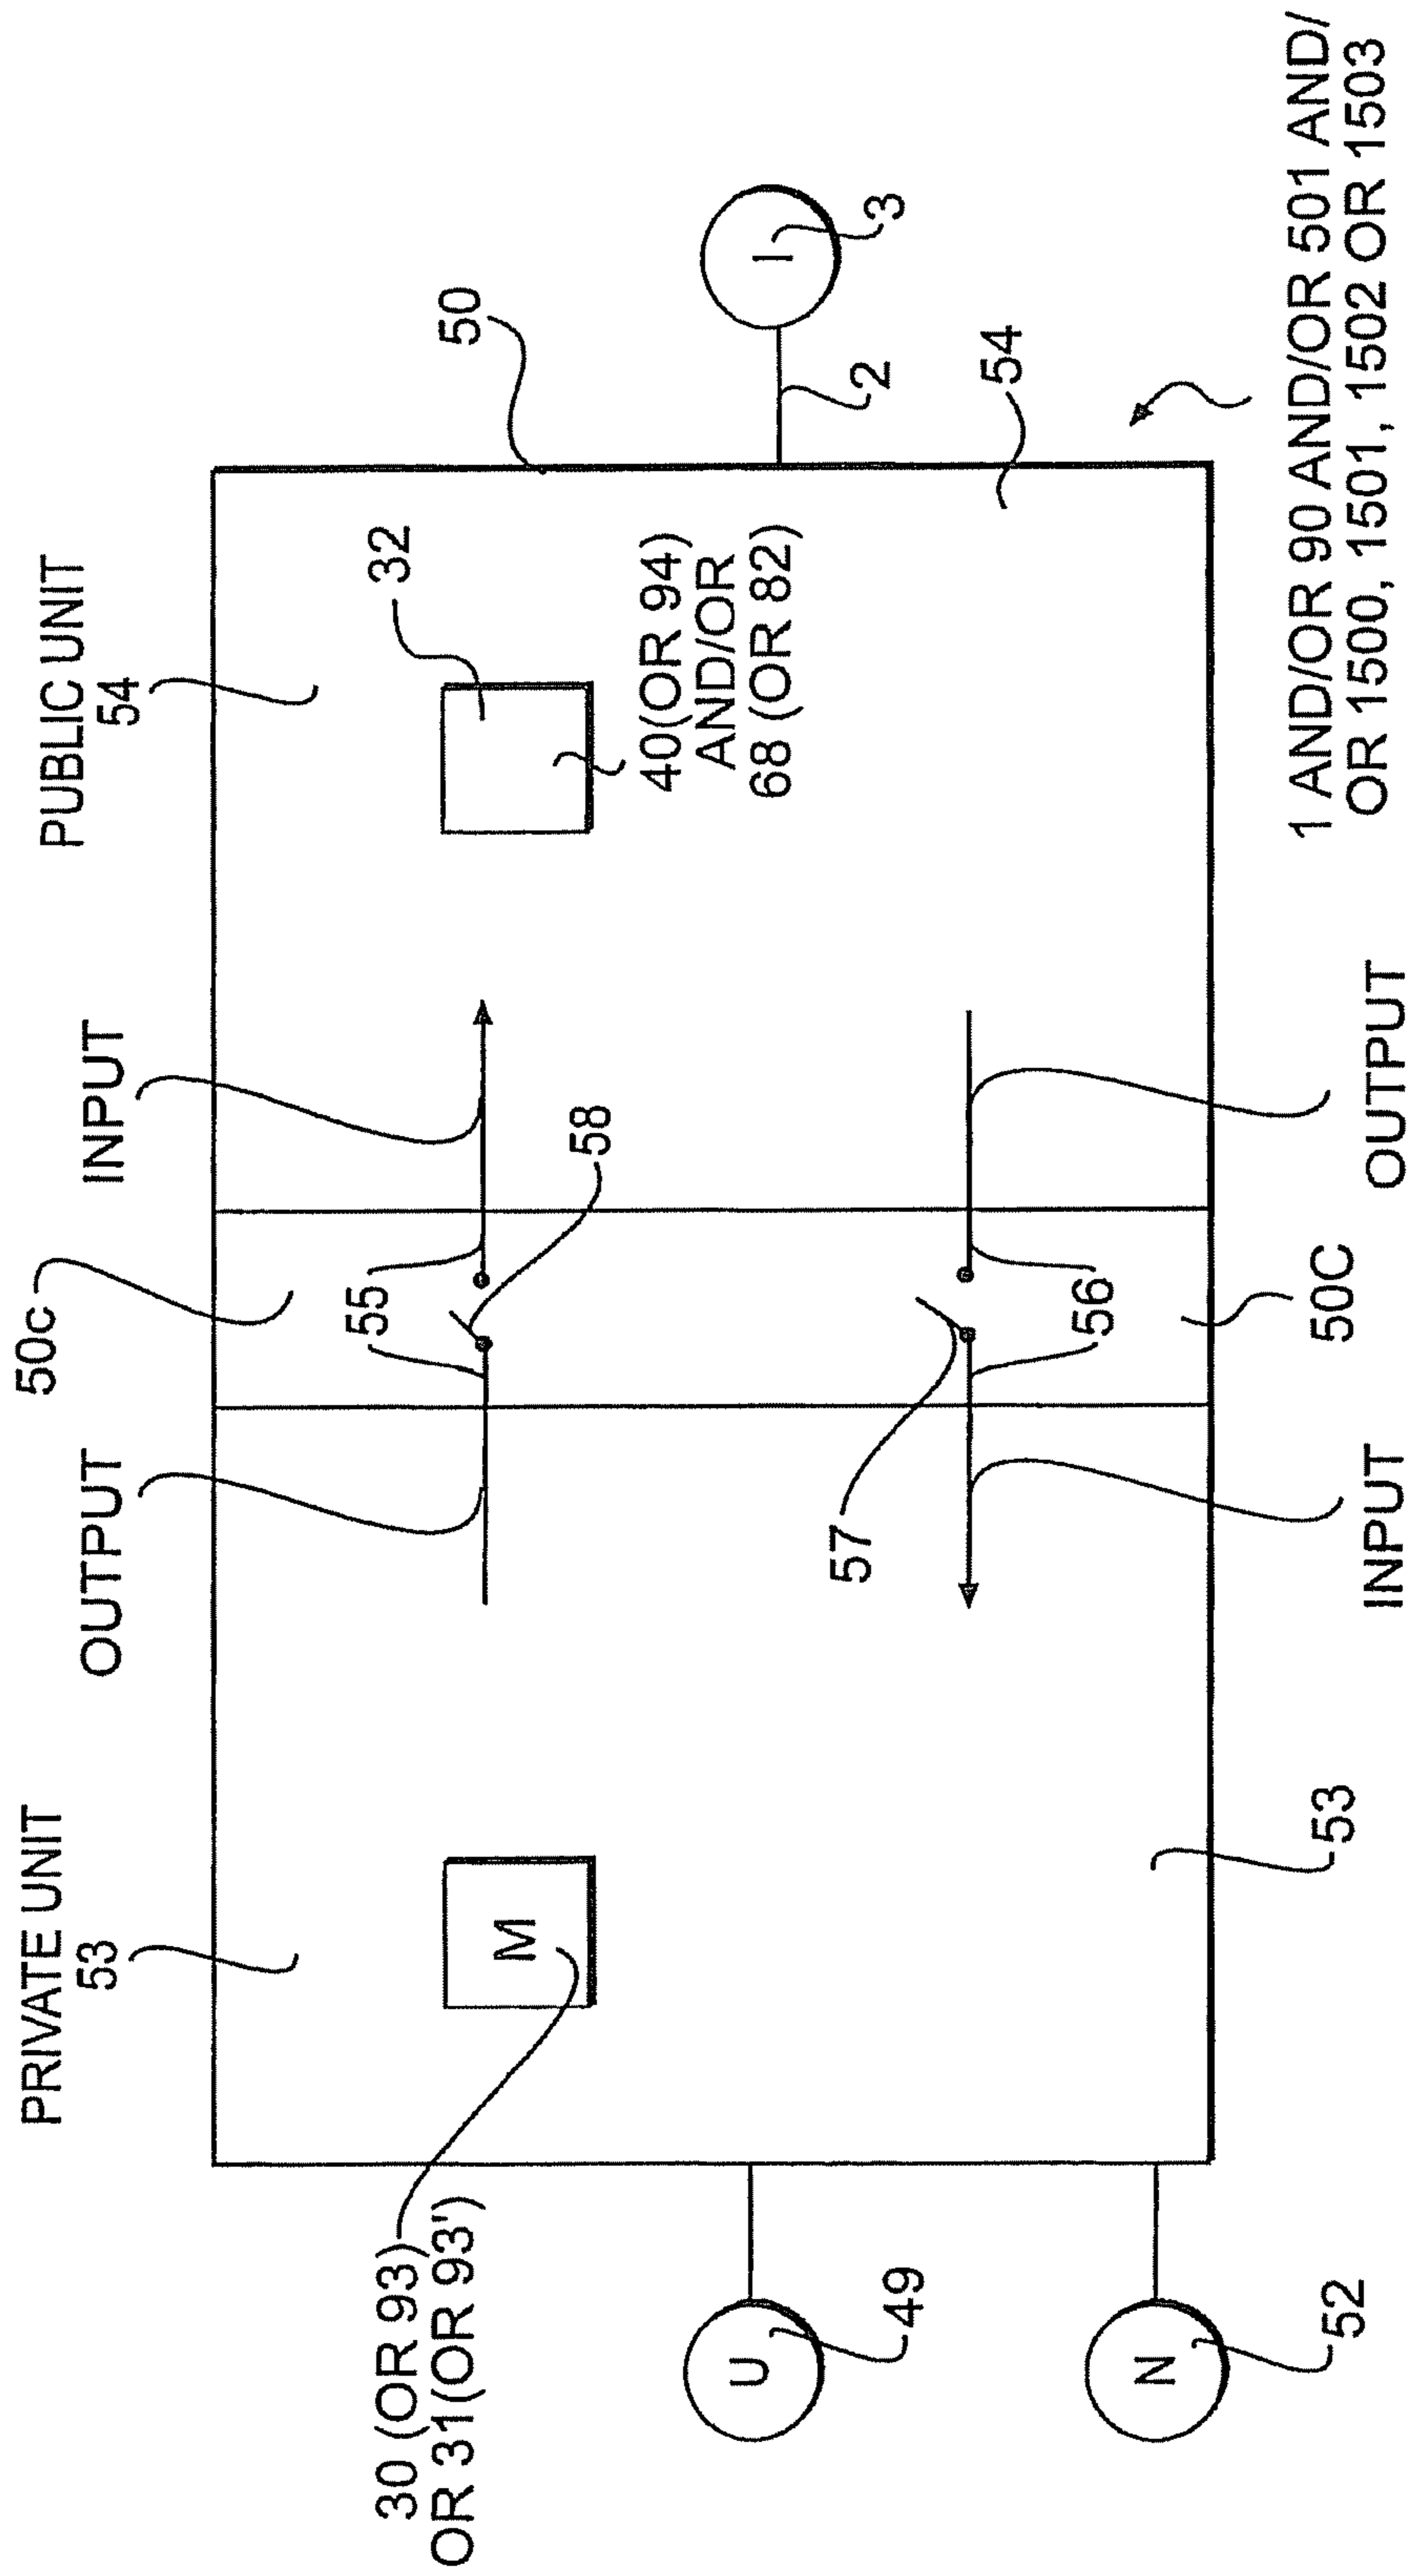 PRIVATE UNIT
53
OUTPUT
50c
INPUT
PUBLIC UNIT
54
30 (OR 93)
OR 31(OR 93')
M
55
58
32
40(OR 94)
AND/OR
68 (OR 82)
50
U
49
I
3
2
57
56
54
N
52
53
INPUT
50C
OUTPUT
1 AND/OR 90 AND/OR 501 AND/
OR 1500, 1501, 1502 OR 1503